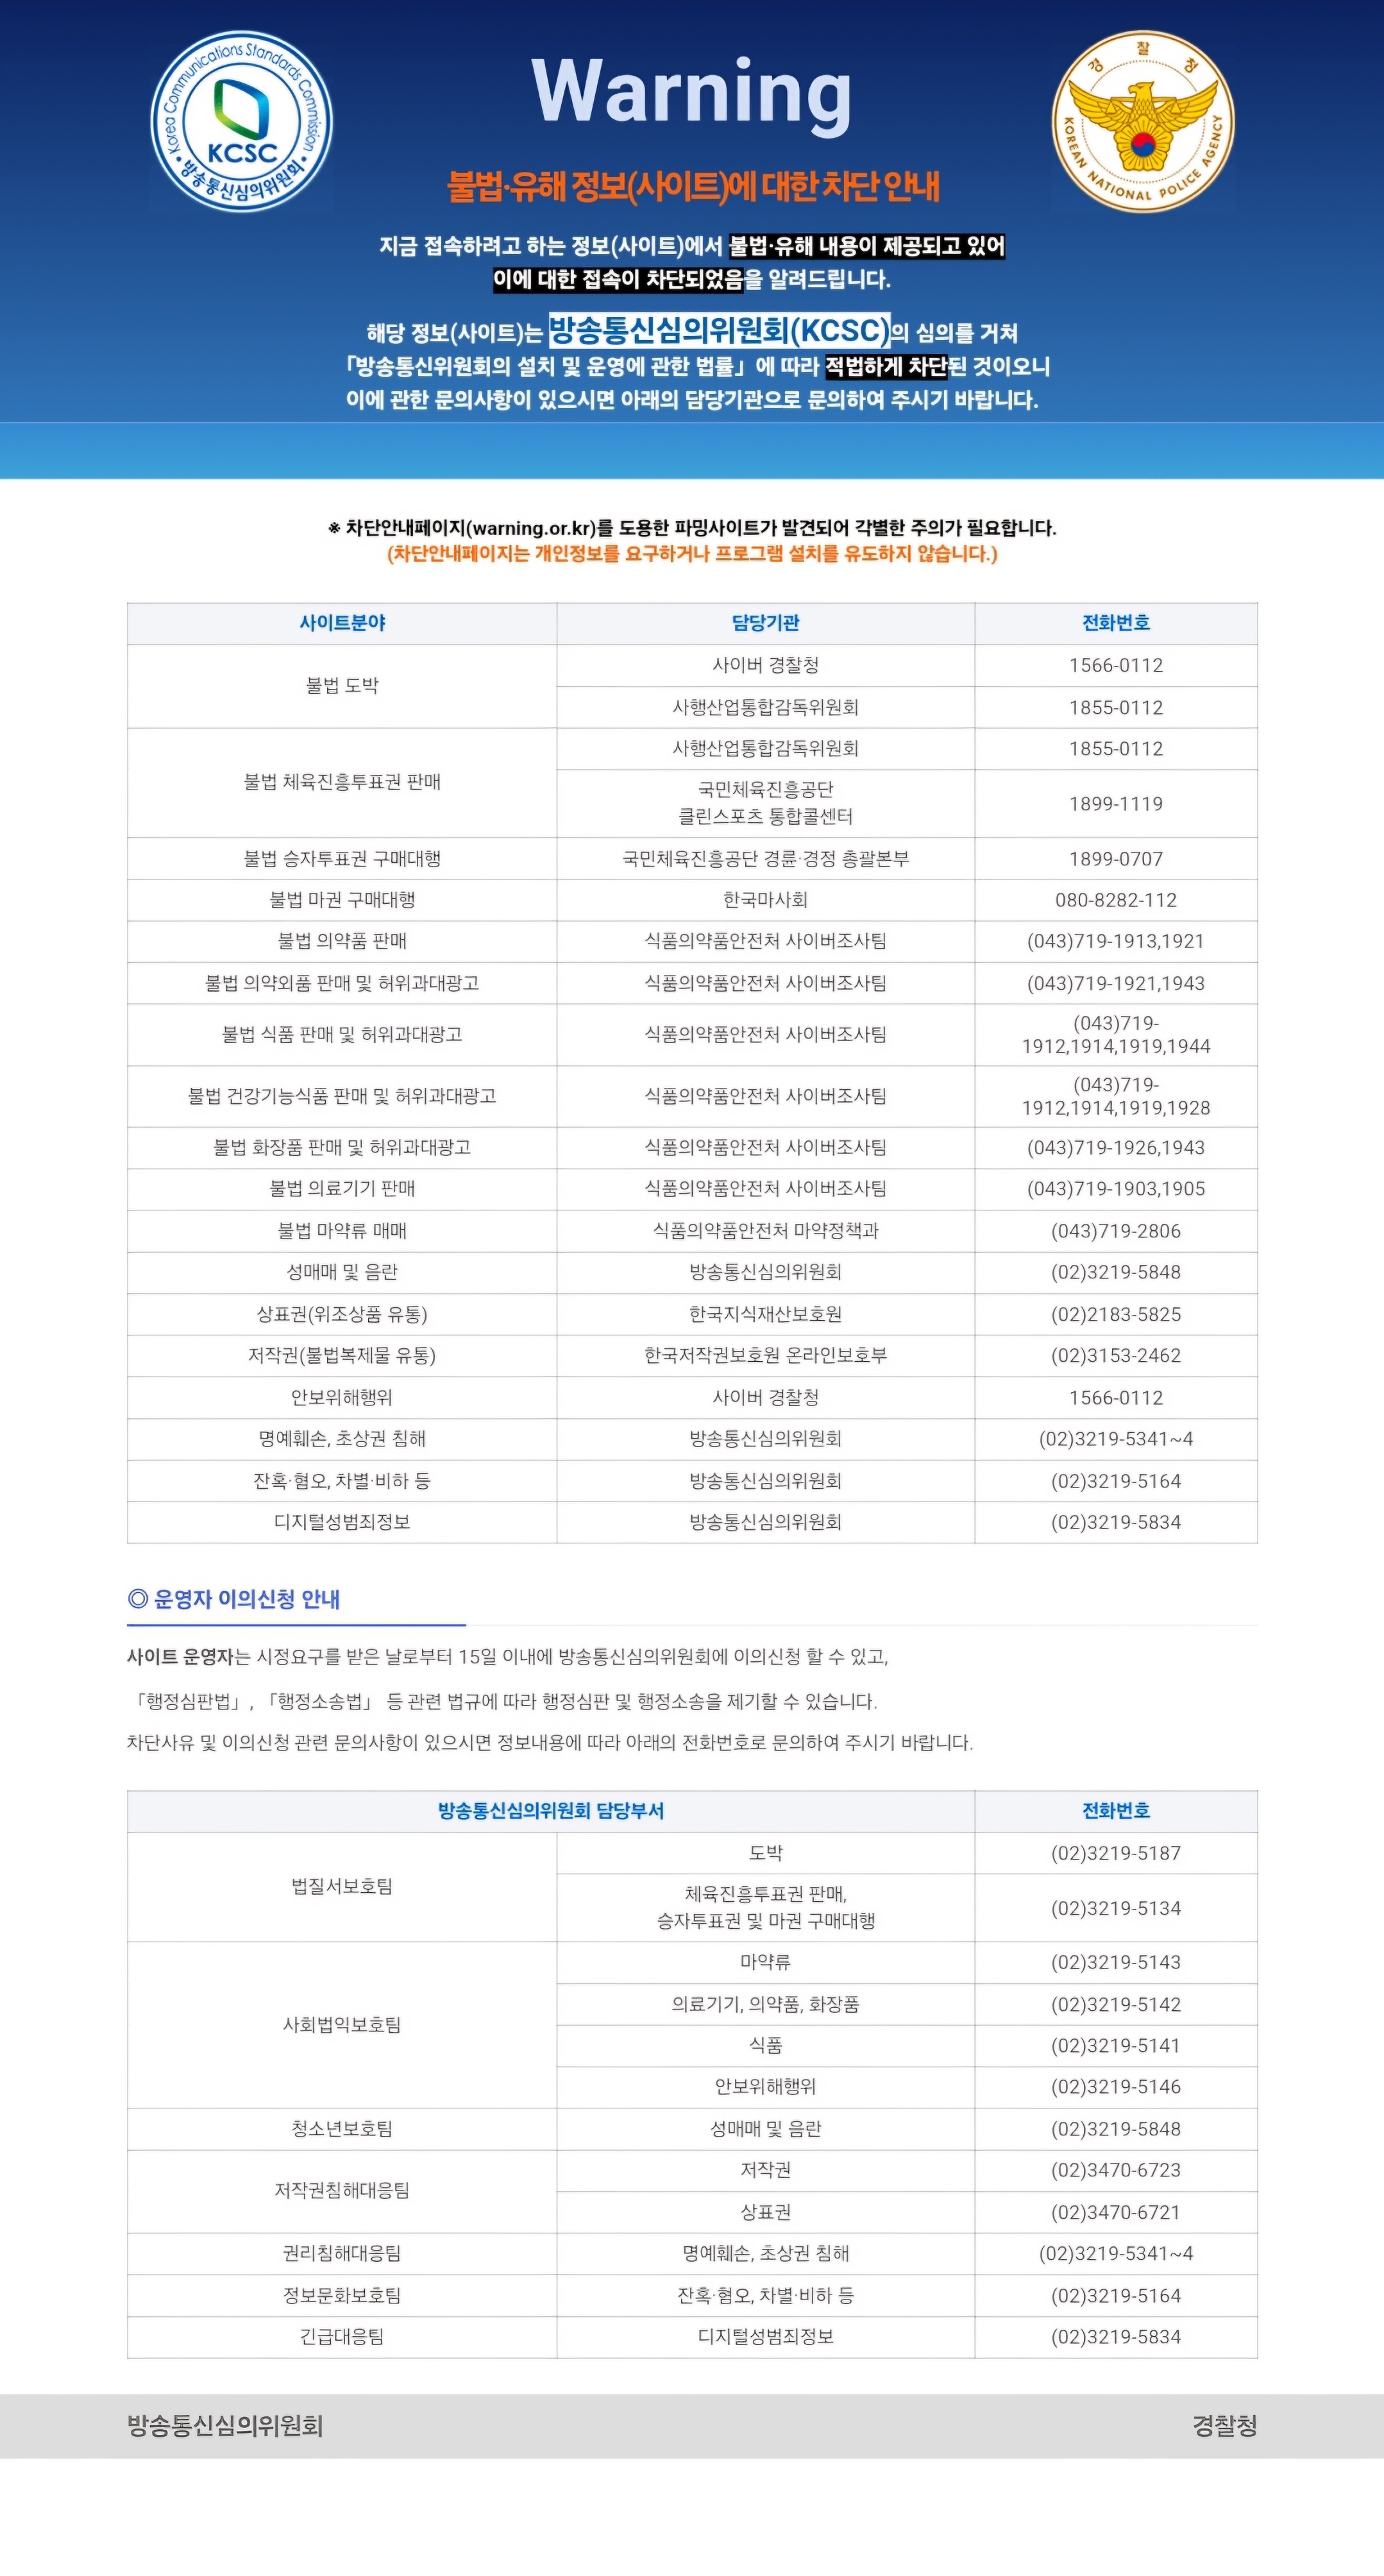 Korea Communications Standards Commission
KCSC
방송통신심의위원회
Warning
경찰청
KOREAN NATIONAL POLICE AGENCY
불법·유해 정보(사이트)에 대한 차단 안내
지금 접속하려고 하는 정보(사이트)에서 불법·유해 내용이 제공되고 있어
이에 대한 접속이 차단되었음을 알려드립니다.
해당 정보(사이트)는 방송통신심의위원회(KCSC)의 심의를 거쳐
「방송통신위원회의 설치 및 운영에 관한 법률」에 따라 적법하게 차단된 것이오니
이에 관한 문의사항이 있으시면 아래의 담당기관으로 문의하여 주시기 바랍니다.
※ 차단안내페이지(warning.or.kr)를 도용한 파밍사이트가 발견되어 각별한 주의가 필요합니다.
(차단안내페이지는 개인정보를 요구하거나 프로그램 설치를 유도하지 않습니다.)
사이트분야 담당기관 전화번호
불법 도박 사이버 경찰청 1566-0112
사행산업통합감독위원회 1855-0112
불법 체육진흥투표권 판매 사행산업통합감독위원회 1855-0112
국민체육진흥공단
클린스포츠 통합콜센터 1899-1119
불법 승자투표권 구매대행 국민체육진흥공단 경륜·경정 총괄본부 1899-0707
불법 마권 구매대행 한국마사회 080-8282-112
불법 의약품 판매 식품의약품안전처 사이버조사팀 (043)719-1913,1921
불법 의약외품 판매 및 허위과대광고 식품의약품안전처 사이버조사팀 (043)719-1921,1943
불법 식품 판매 및 허위과대광고 식품의약품안전처 사이버조사팀 (043)719-
1912,1914,1919,1944
불법 건강기능식품 판매 및 허위과대광고 식품의약품안전처 사이버조사팀 (043)719-
1912,1914,1919,1928
불법 화장품 판매 및 허위과대광고 식품의약품안전처 사이버조사팀 (043)719-1926,1943
불법 의료기기 판매 식품의약품안전처 사이버조사팀 (043)719-1903,1905
불법 마약류 매매 식품의약품안전처 마약정책과 (043)719-2806
성매매 및 음란 방송통신심의위원회 (02)3219-5848
상표권(위조상품 유통) 한국지식재산보호원 (02)2183-5825
저작권(불법복제물 유통) 한국저작권보호원 온라인보호부 (02)3153-2462
안보위해행위 사이버 경찰청 1566-0112
명예훼손, 초상권 침해 방송통신심의위원회 (02)3219-5341~4
잔혹·혐오, 차별·비하 등 방송통신심의위원회 (02)3219-5164
디지털성범죄정보 방송통신심의위원회 (02)3219-5834
◎ 운영자 이의신청 안내
사이트 운영자는 시정요구를 받은 날로부터 15일 이내에 방송통신심의위원회에 이의신청 할 수 있고,
「행정심판법」, 「행정소송법」 등 관련 법규에 따라 행정심판 및 행정소송을 제기할 수 있습니다.
차단사유 및 이의신청 관련 문의사항이 있으시면 정보내용에 따라 아래의 전화번호로 문의하여 주시기 바랍니다.
방송통신심의위원회 담당부서 전화번호
법질서보호팀 도박 (02)3219-5187
체육진흥투표권 판매,
승자투표권 및 마권 구매대행 (02)3219-5134
사회법익보호팀 마약류 (02)3219-5143
의료기기, 의약품, 화장품 (02)3219-5142
식품 (02)3219-5141
안보위해행위 (02)3219-5146
청소년보호팀 성매매 및 음란 (02)3219-5848
저작권침해대응팀 저작권 (02)3470-6723
상표권 (02)3470-6721
권리침해대응팀 명예훼손, 초상권 침해 (02)3219-5341~4
정보문화보호팀 잔혹·혐오, 차별·비하 등 (02)3219-5164
긴급대응팀 디지털성범죄정보 (02)3219-5834
방송통신심의위원회 경찰청